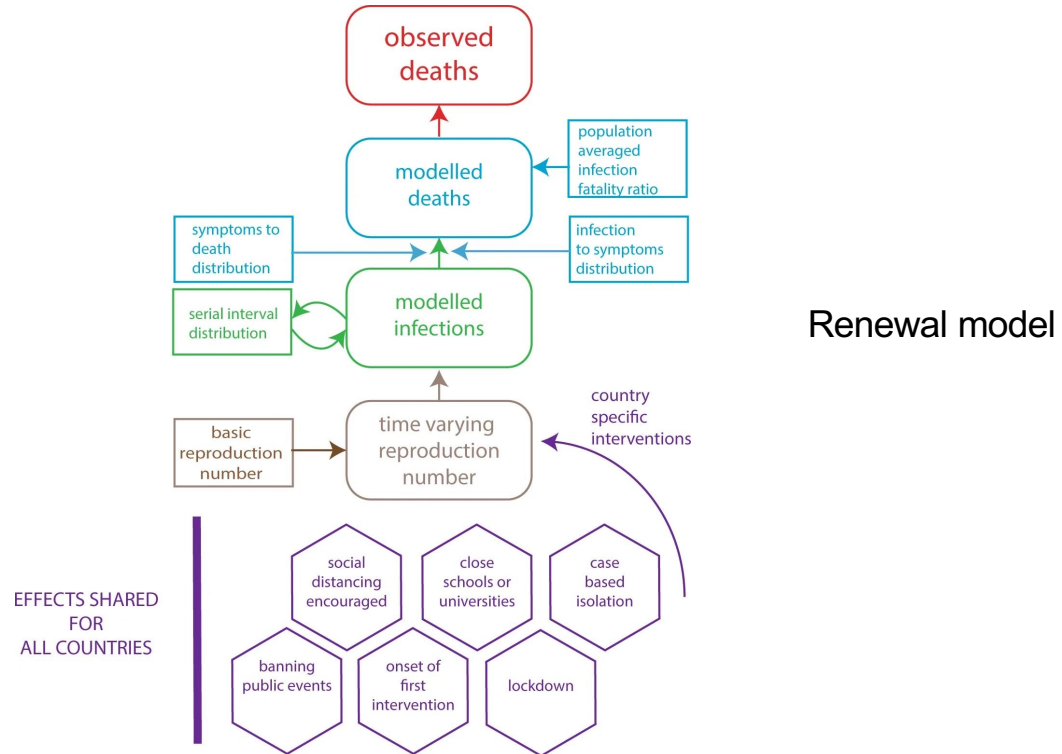 observed
deaths
population
averaged
infection
fatality ratio
modelled
deaths
symptoms to
death
distribution
infection
to symptoms
distribution
serial interval
distribution
modelled
infections
Renewal model
country
specific
interventions
basic
reproduction
number
time varying
reproduction
number
EFFECTS SHARED
FOR
ALL COUNTRIES
social
distancing
encouraged
close
schools or
universities
case
based
isolation
banning
public events
onset of
first
intervention
lockdown